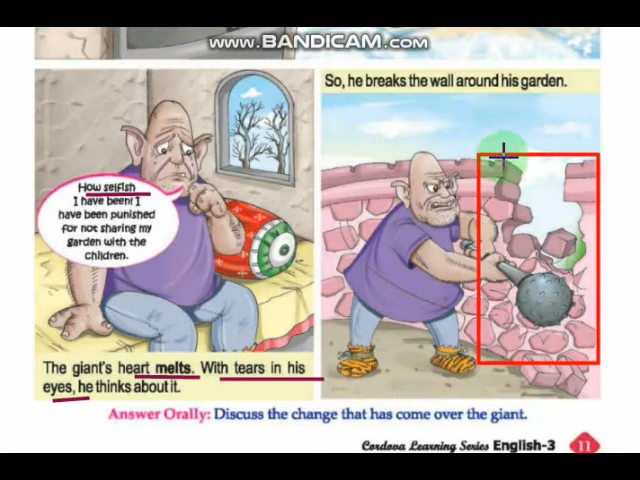 www.BANDICAM.com
So, he breaks the wall around his garden.
How selfish
I have been! I
have been punished
for not sharing my
garden with the
children.
The giant's heart melts. With tears in his
eyes, he thinks about it.
Answer Orally: Discuss the change that has come over the giant.
Cordova Learning Series English-3 11